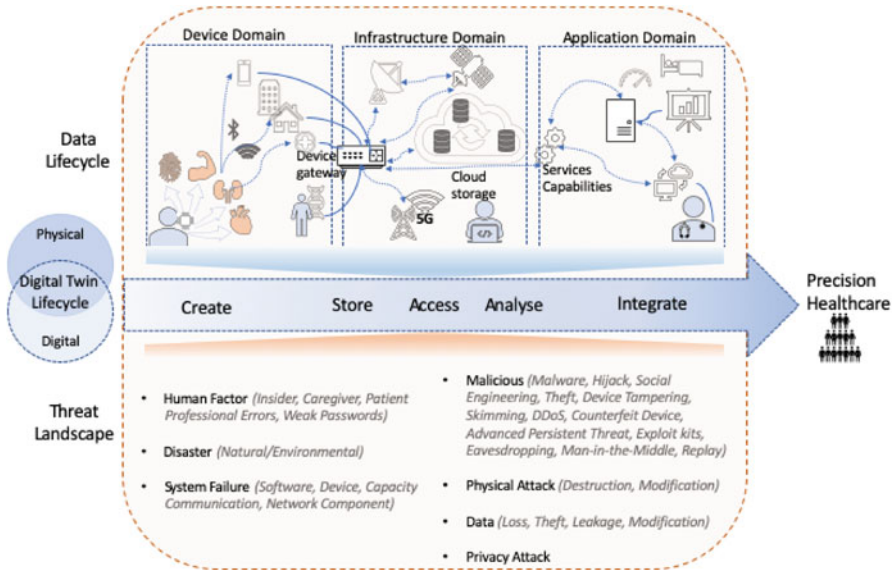 Device Domain
Infrastructure Domain
Application Domain
Data
Lifecycle
Device
gateway
Cloud
storage
5G
Services
Capabilities
Physical
Digital Twin
Lifecycle
Digital
Create
Store
Access
Analyse
Integrate
Precision
Healthcare
Threat
Landscape
• Human Factor (Insider, Caregiver, Patient
Professional Errors, Weak Passwords)
• Disaster (Natural/Environmental)
• System Failure (Software, Device, Capacity
Communication, Network Component)
• Malicious (Malware, Hijack, Social
Engineering, Theft, Device Tampering,
Skimming, DDoS, Counterfeit Device,
Advanced Persistent Threat, Exploit kits,
Eavesdropping, Man-in-the-Middle, Replay)
• Physical Attack (Destruction, Modification)
• Data (Loss, Theft, Leakage, Modification)
• Privacy Attack